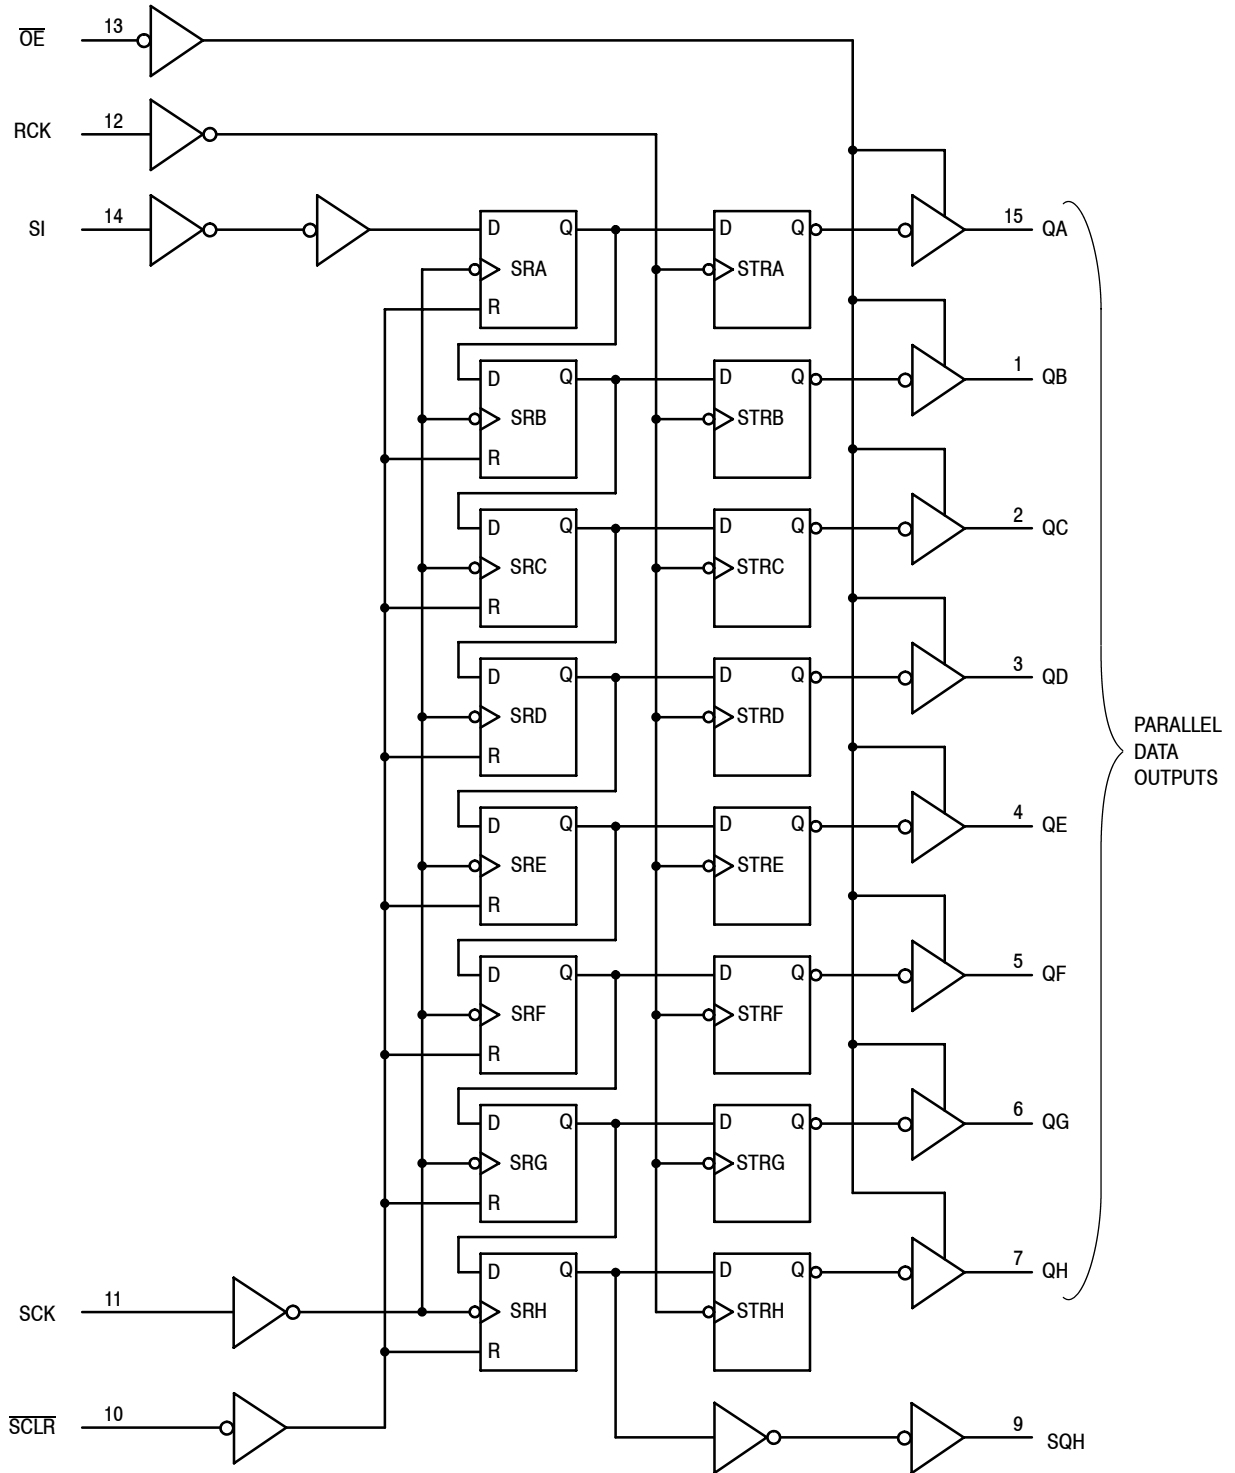 O̅E̅ 13
RCK 12
SI 14
D Q D Q 15 QA
SRA STRA
R
D Q D Q 1 QB
SRB STRB
R
D Q D Q 2 QC
SRC STRC
R
D Q D Q 3 QD
SRD STRD
R
PARALLEL
DATA
OUTPUTS
D Q D Q 4 QE
SRE STRE
R
D Q D Q 5 QF
SRF STRF
R
D Q D Q 6 QG
SRG STRG
R
D Q D Q 7 QH
SCK 11 SRH STRH
R
S̅C̅L̅R̅ 10
9 SQH